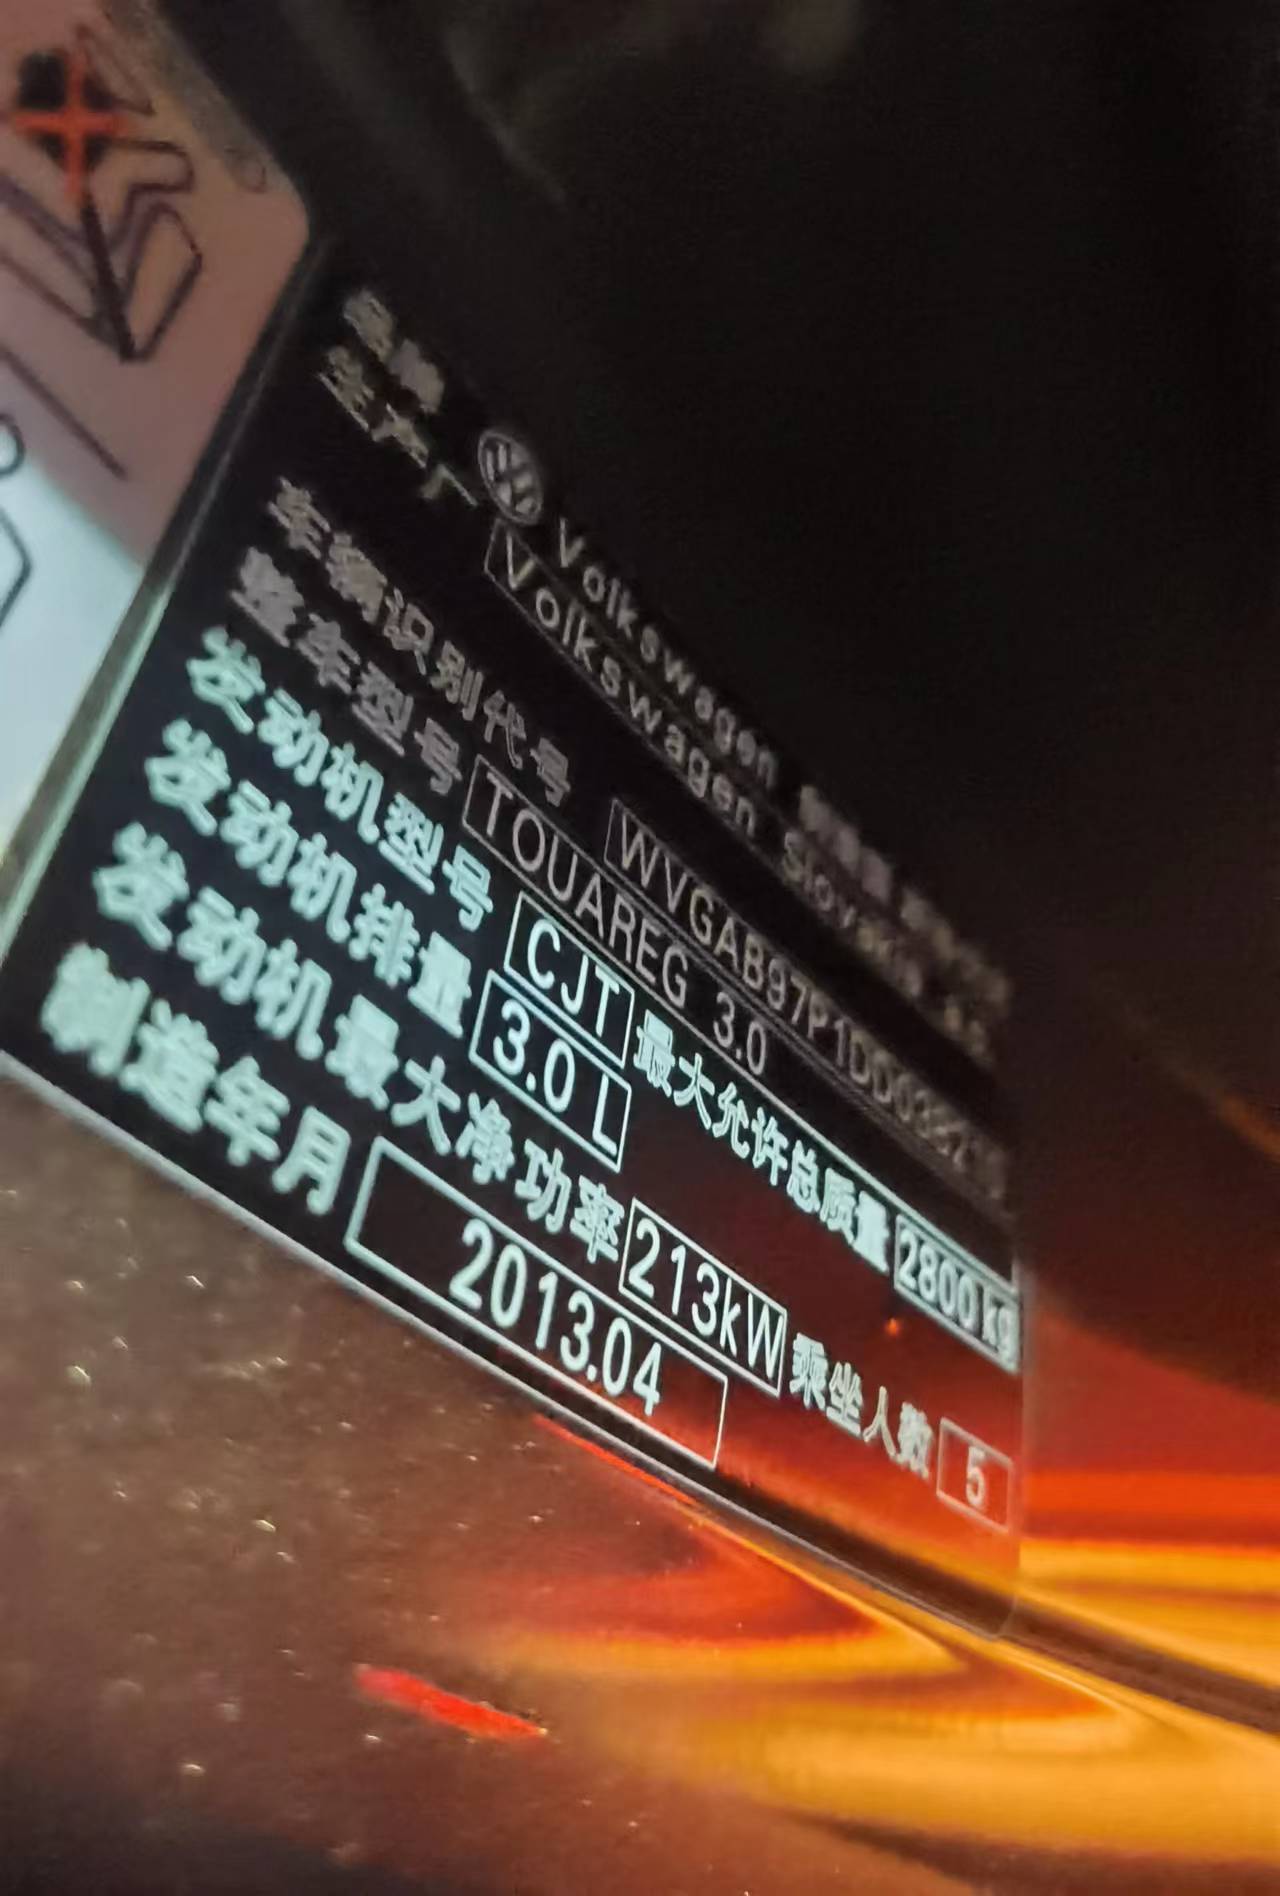 Volkswagen
生产厂 Volkswagen Slovakia
车辆识别代号
整车型号 TOUAREG 3.0
发动机型号 CJT 最大允许总质量 2800kg
发动机排量 3.0 L
发动机最大净功率 213kW 乘坐人数 5
制造年月 2013.04